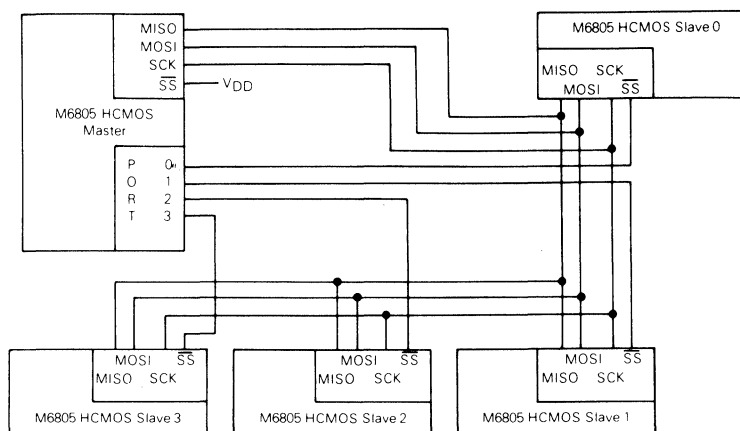 MISO
MOSI
SCK
SS
VDD
M6805 HCMOS
Master
P 0
O 1
R 2
T 3
M6805 HCMOS Slave 0
MISO SCK
MOSI SS
MOSI SS
MISO SCK
M6805 HCMOS Slave 3
MOSI SS
MISO SCK
M6805 HCMOS Slave 2
MOSI SS
MISO SCK
M6805 HCMOS Slave 1